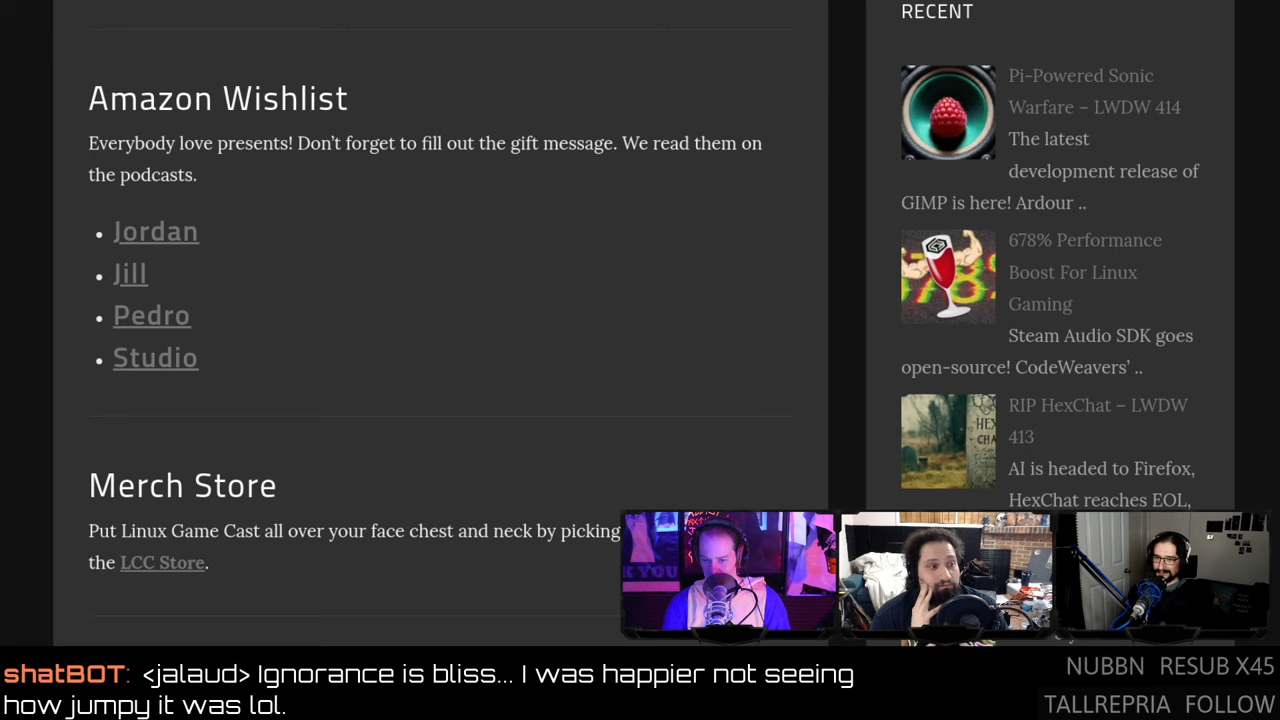 RECENT
Amazon Wishlist
Everybody love presents! Don't forget to fill out the gift message. We read them on
the podcasts.
Jordan
Jill
Pedro
Studio
Merch Store
Put Linux Game Cast all over your face chest and neck by picking
the LCC Store.
Pi-Powered Sonic
Warfare – LWDW 414
The latest
development release of
GIMP is here! Ardour ..
678% Performance
Boost For Linux
Gaming
Steam Audio SDK goes
open-source! CodeWeavers' ..
RIP HexChat – LWDW
413
AI is headed to Firefox,
HexChat reaches EOL,
shatBOT: <jalaud> Ignorance is bliss... I was happier not seeing
how jumpy it was lol.
NUBBN RESUB X45
TALLREPRIA FOLLOW